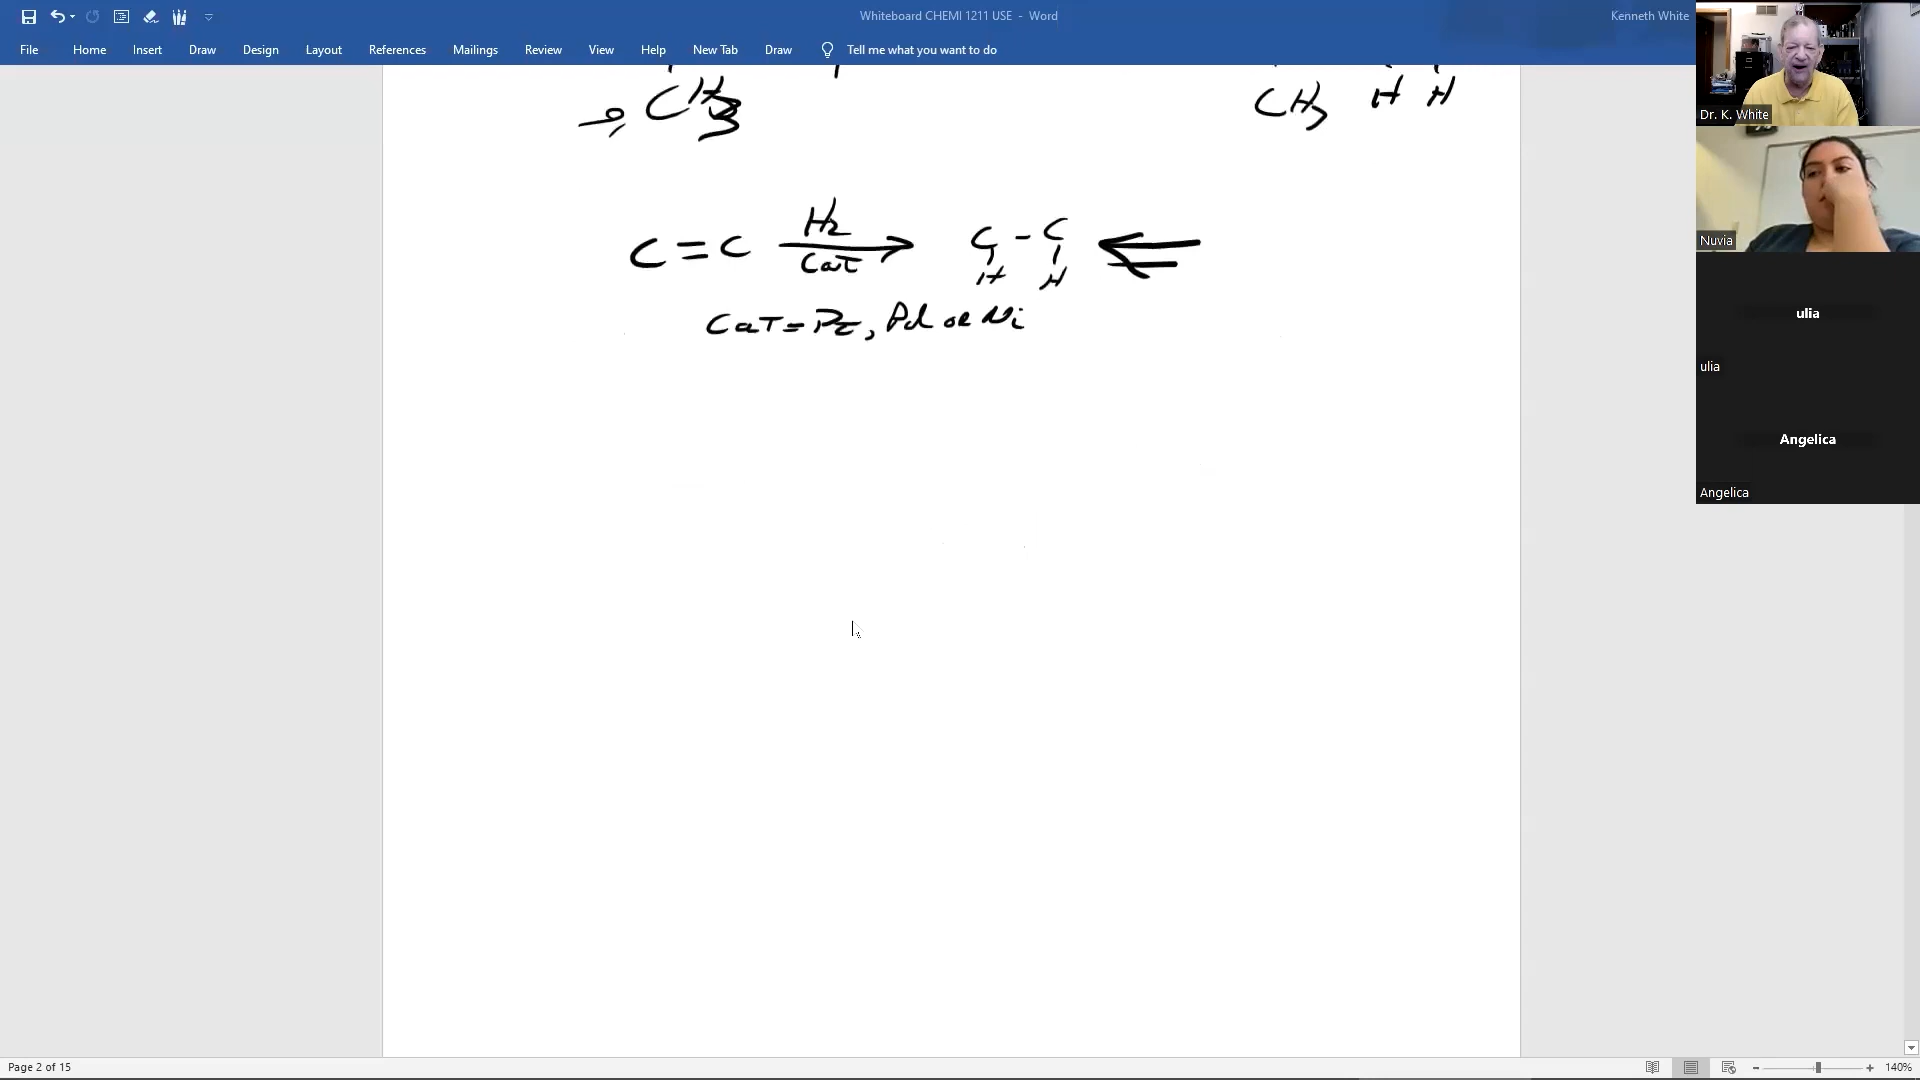 Whiteboard CHEMI 1211 USE - Word
Kenneth White
File Home Insert Draw Design Layout References Mailings Review View Help New Tab Draw Tell me what you want to do
Dr. K. White
Nuvia
ulia
ulia
Angelica
Angelica
CH3
CH3 H H
H2
C=C C-C
Cat
H H
Cat=Pt, Pd or Ni
Page 2 of 15
140%